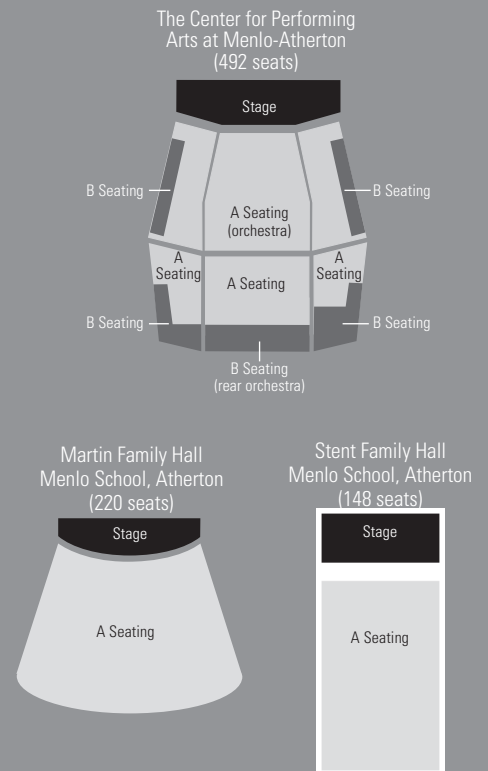 The Center for Performing
Arts at Menlo-Atherton
(492 seats)
Stage
B Seating
B Seating
A Seating
(orchestra)
A
Seating
A Seating
A
Seating
B Seating
B Seating
B Seating
(rear orchestra)
Martin Family Hall
Menlo School, Atherton
(220 seats)
Stage
A Seating
Stent Family Hall
Menlo School, Atherton
(148 seats)
Stage
A Seating